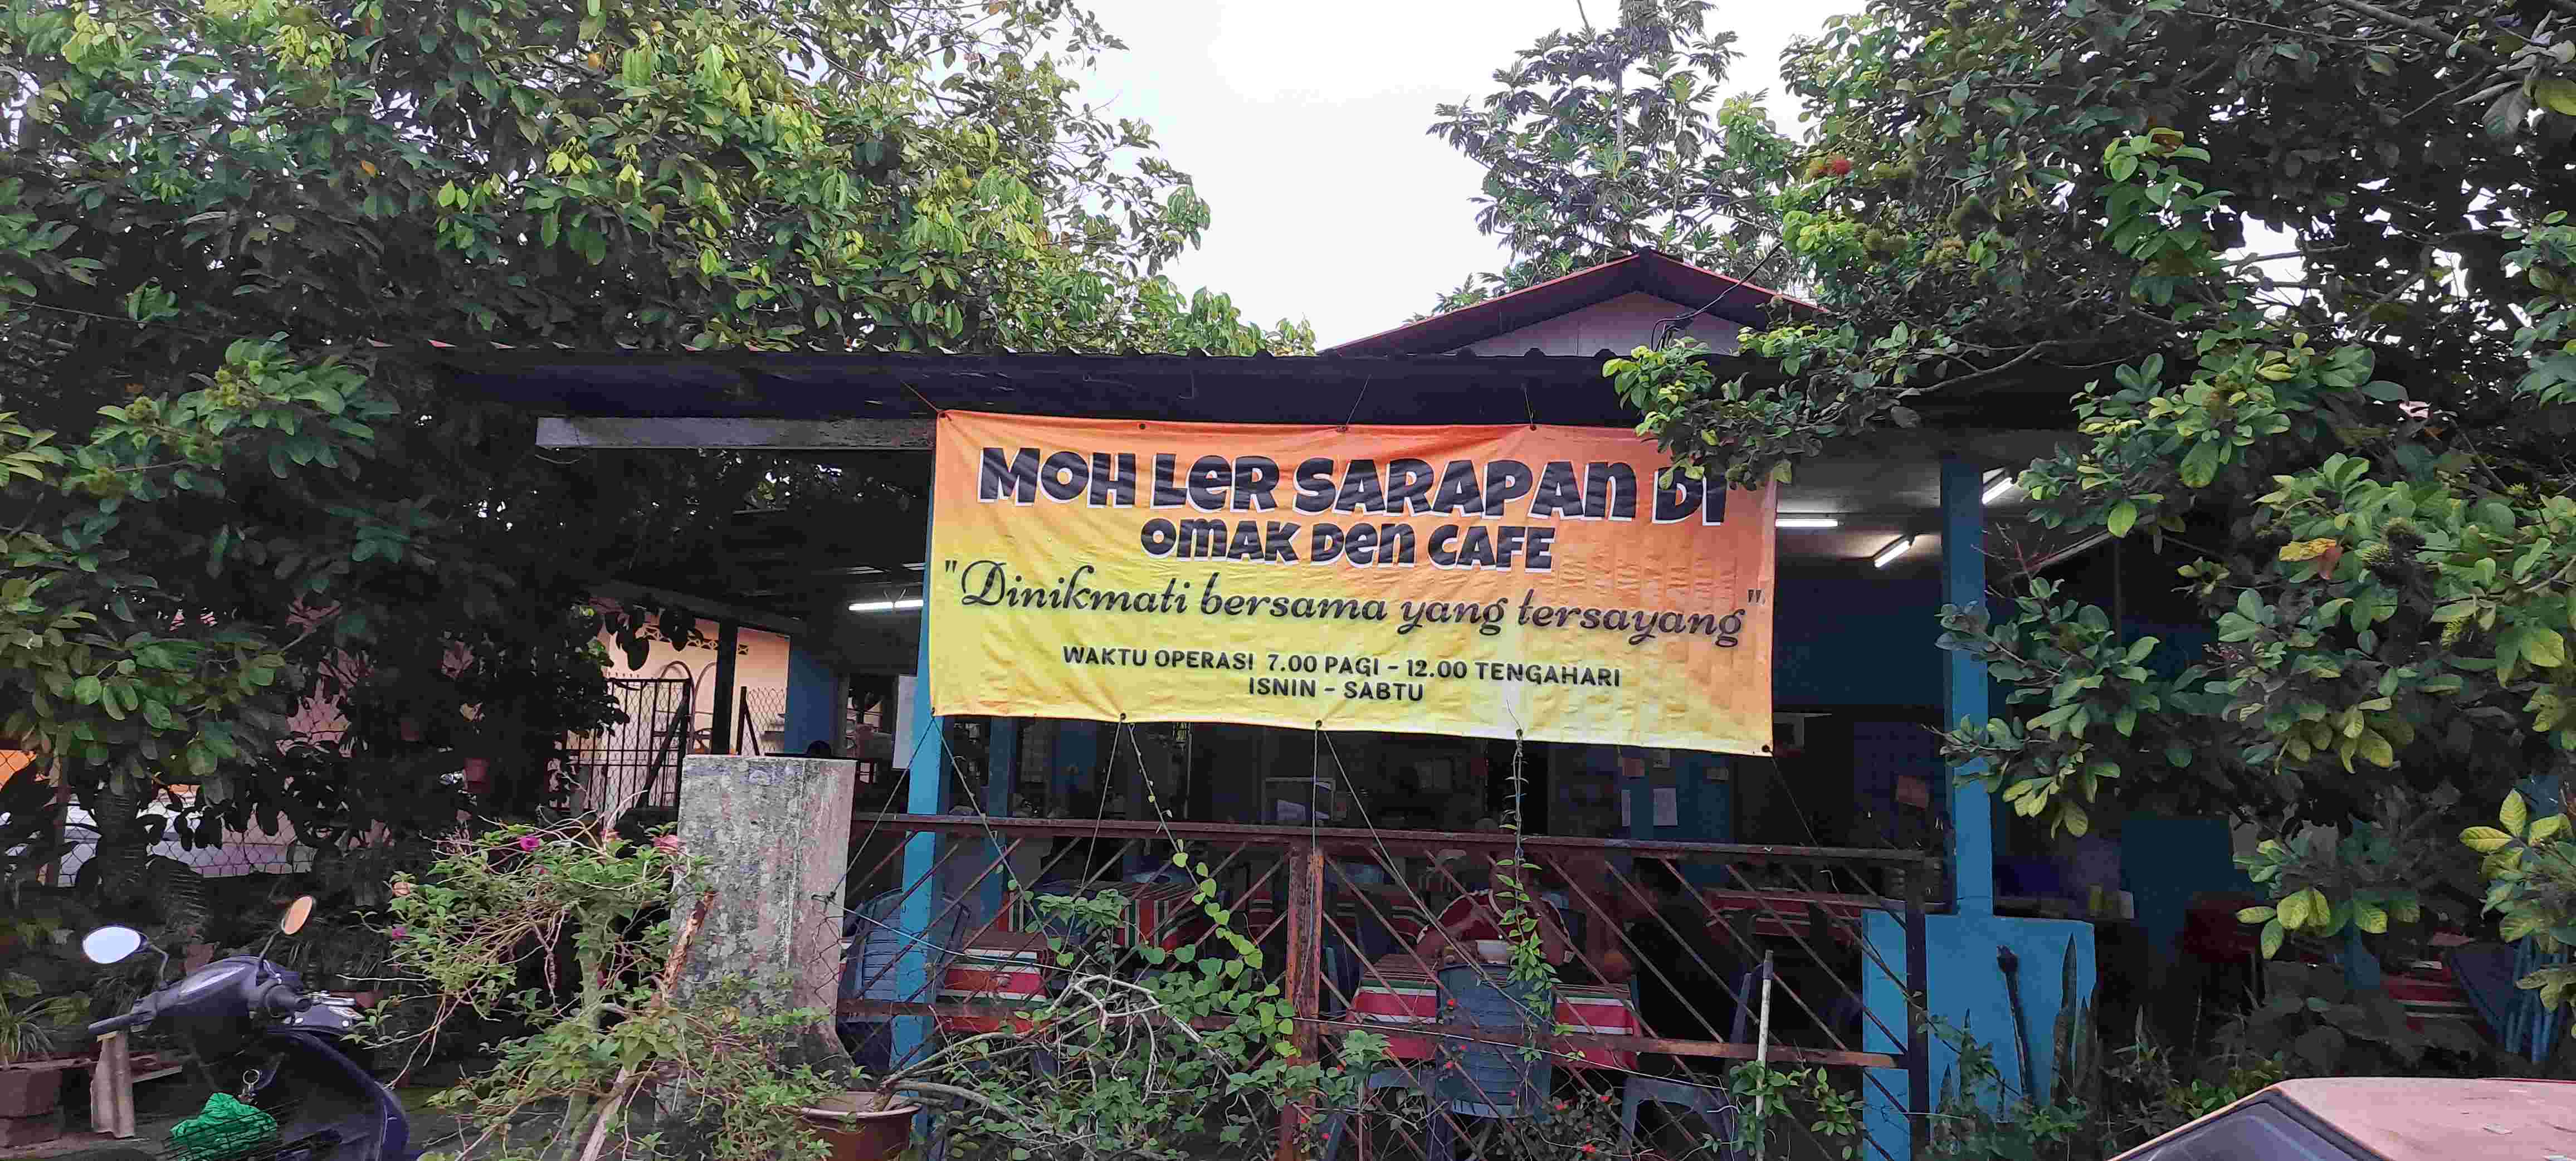 MOH LER SARAPAN DI
OMAK DEN CAFE
"Dinikmati bersama yang tersayang"
WAKTU OPERASI 7.00 PAGI - 12.00 TENGAHARI
ISNIN - SABTU